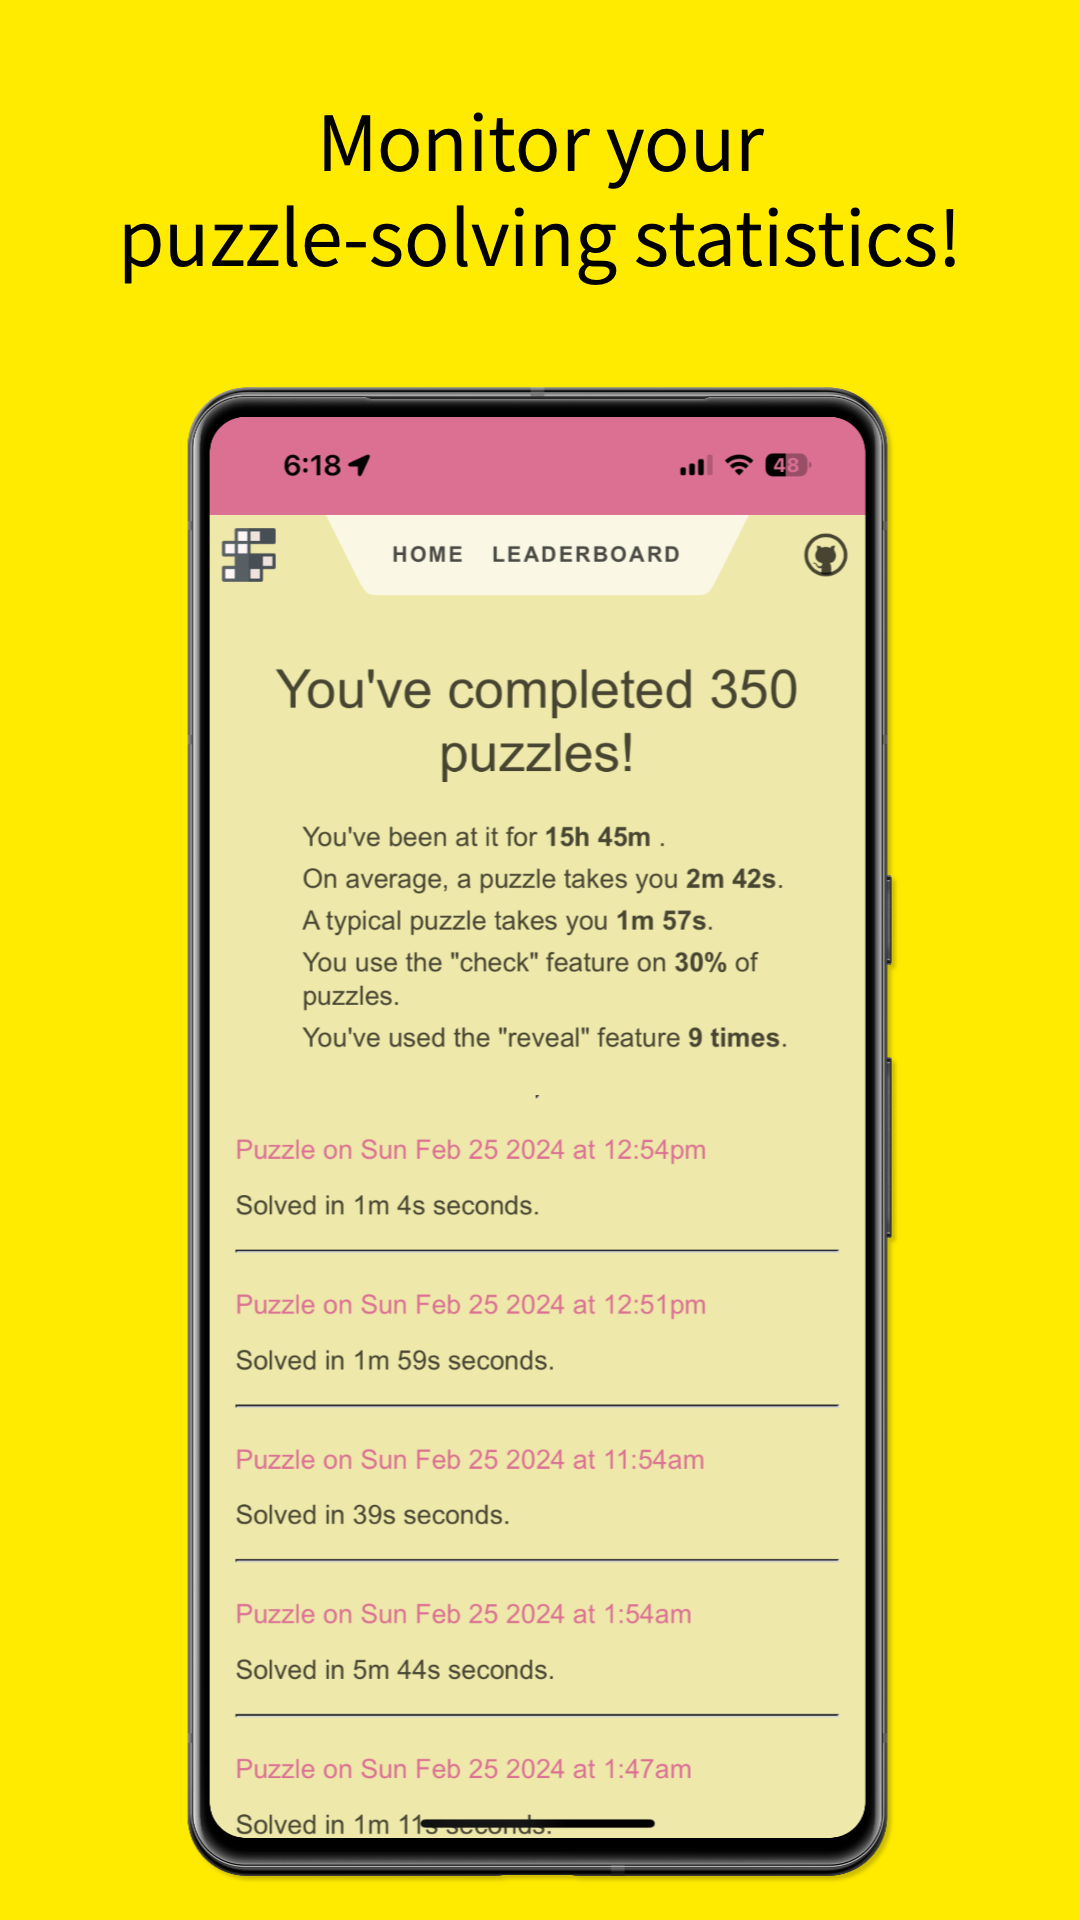 Monitor your
puzzle-solving statistics!
6:18
48
HOME LEADERBOARD
You've completed 350
puzzles!
You've been at it for 15h 45m .
On average, a puzzle takes you 2m 42s.
A typical puzzle takes you 1m 57s.
You use the "check" feature on 30% of
puzzles.
You've used the "reveal" feature 9 times.
Puzzle on Sun Feb 25 2024 at 12:54pm
Solved in 1m 4s seconds.
Puzzle on Sun Feb 25 2024 at 12:51pm
Solved in 1m 59s seconds.
Puzzle on Sun Feb 25 2024 at 11:54am
Solved in 39s seconds.
Puzzle on Sun Feb 25 2024 at 1:54am
Solved in 5m 44s seconds.
Puzzle on Sun Feb 25 2024 at 1:47am
Solved in 1m 11s seconds.